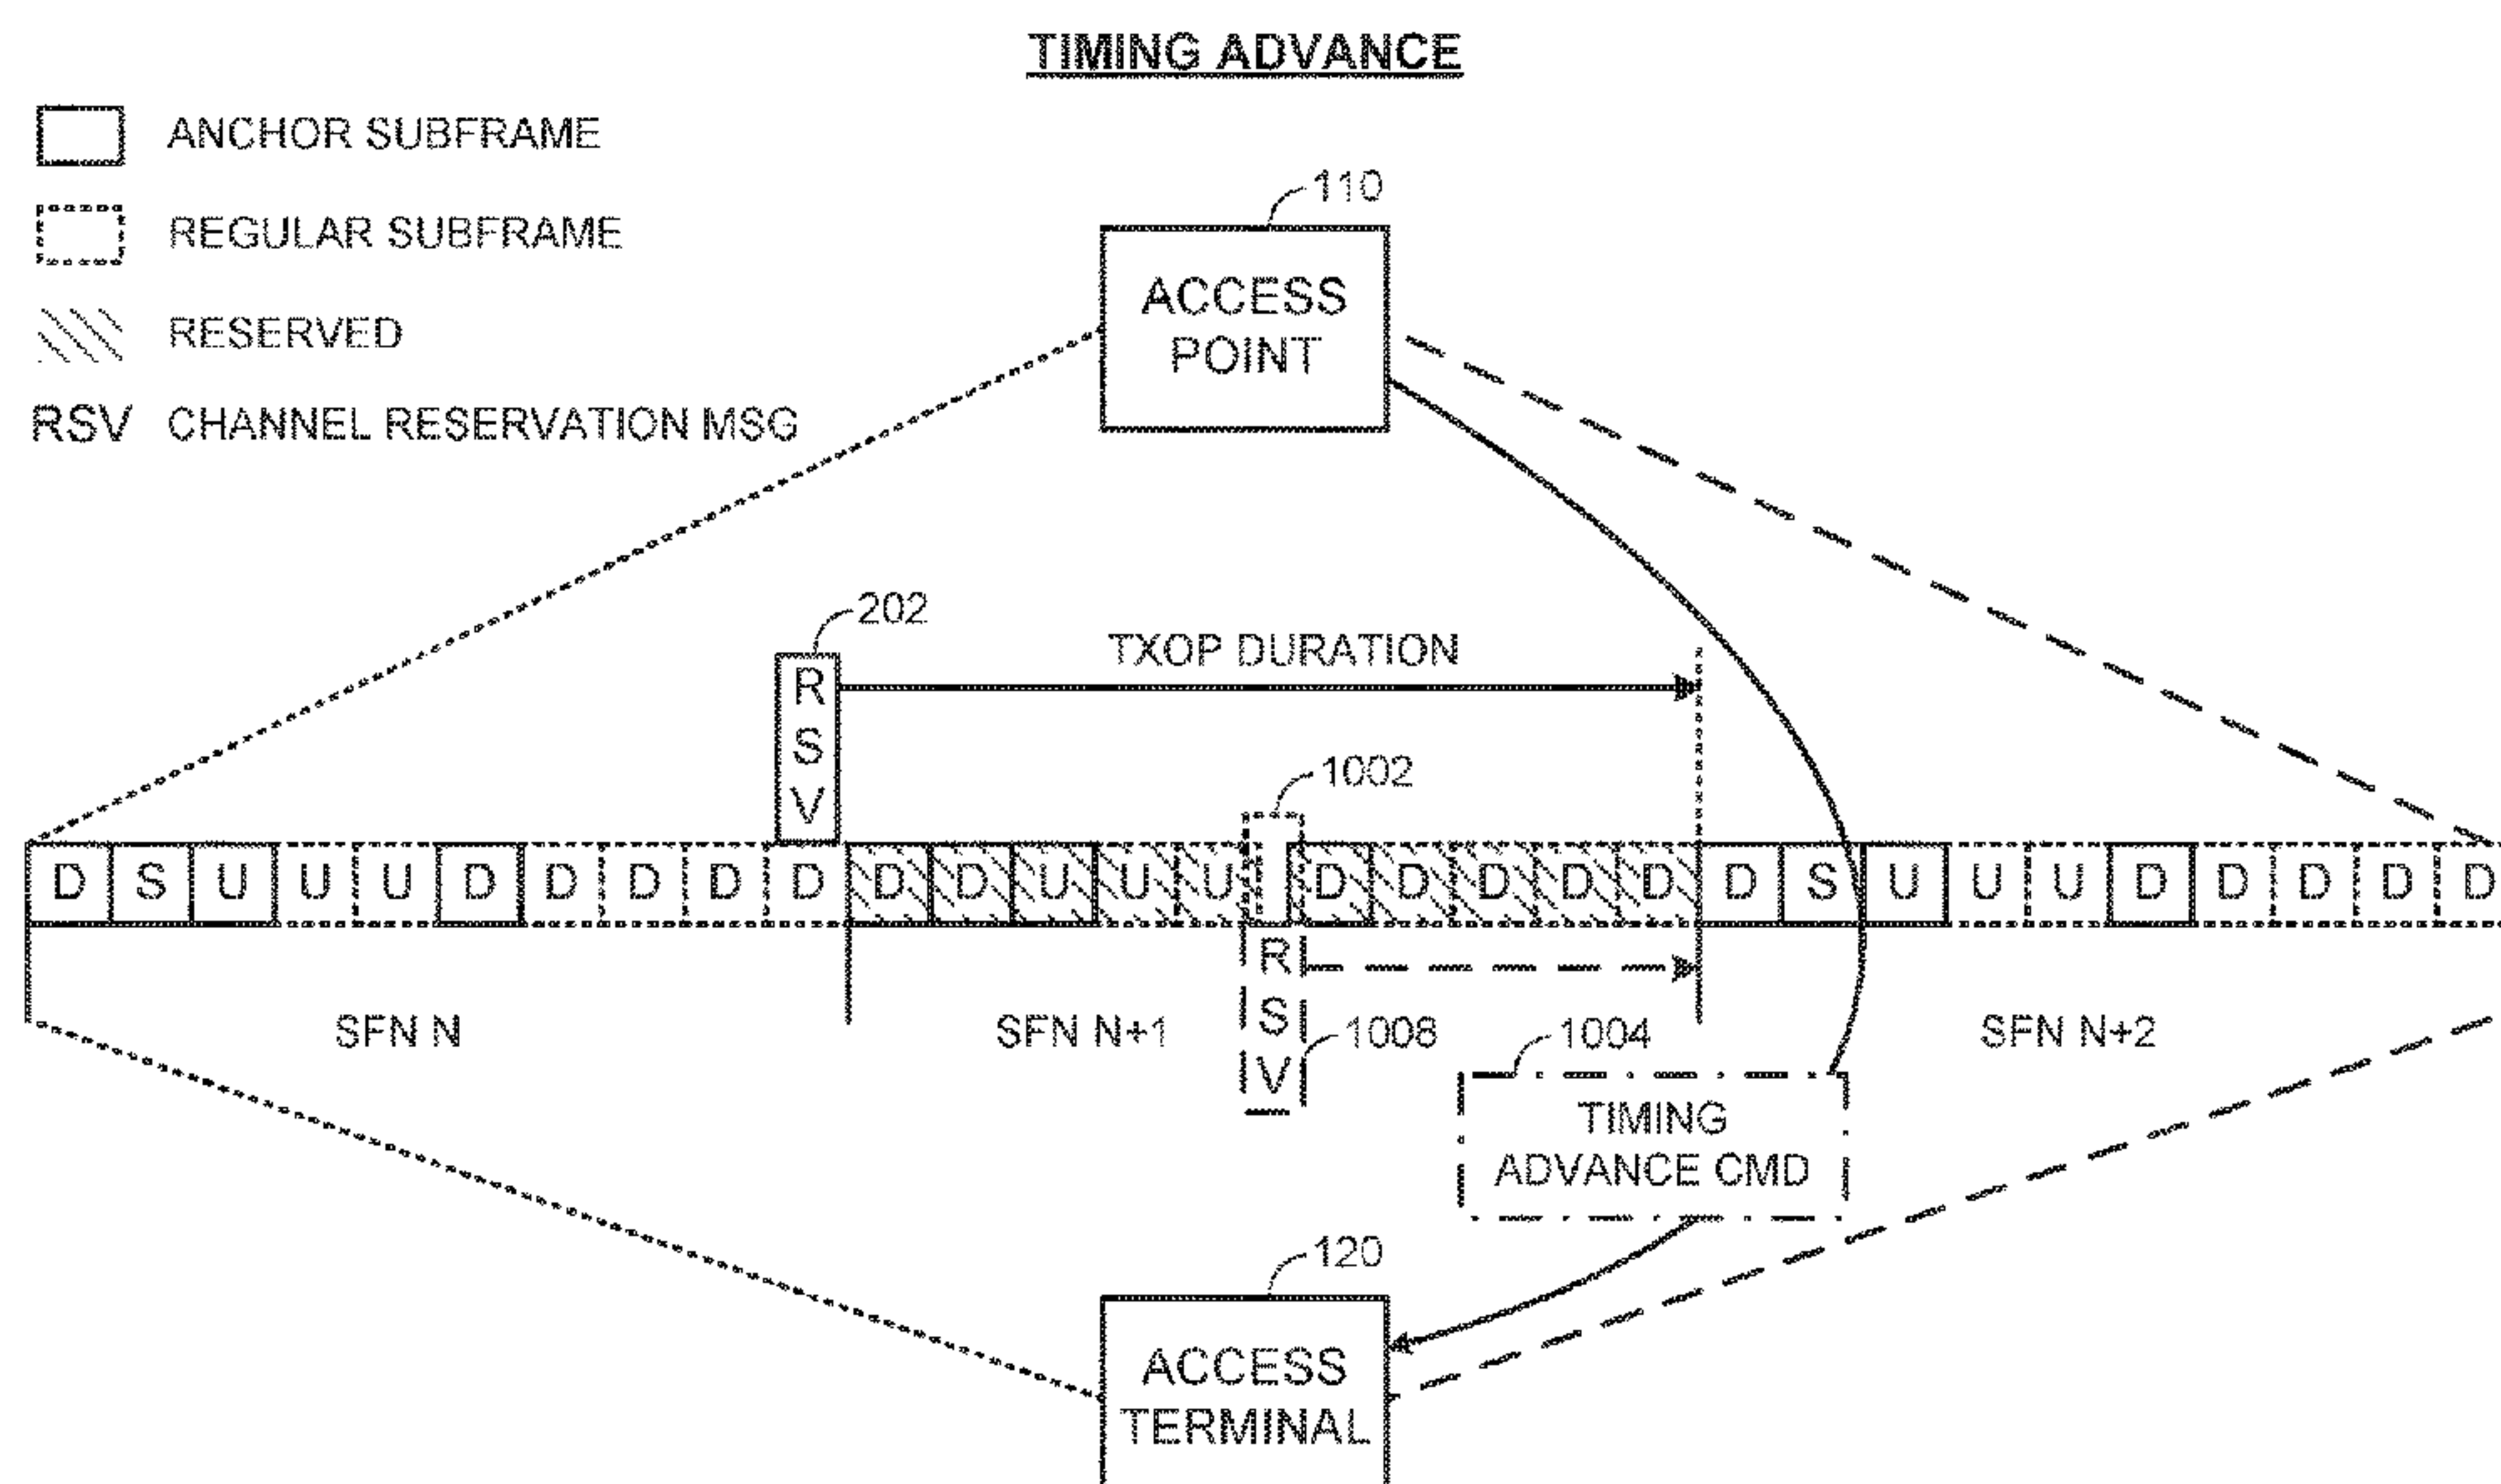 TIMING ADVANCE
ANCHOR SUBFRAME
REGULAR SUBFRAME
RESERVED
RSV CHANNEL RESERVATION MSG
110
ACCESS
POINT
202
TXOP DURATION
R
S
V
1002
D S U U U D D D D D D D U U U D D D D D D S U U U D D D D D
R
S
V
1008
1004
SFN N
SFN N+1
SFN N+2
TIMING
ADVANCE CMD
120
ACCESS
TERMINAL